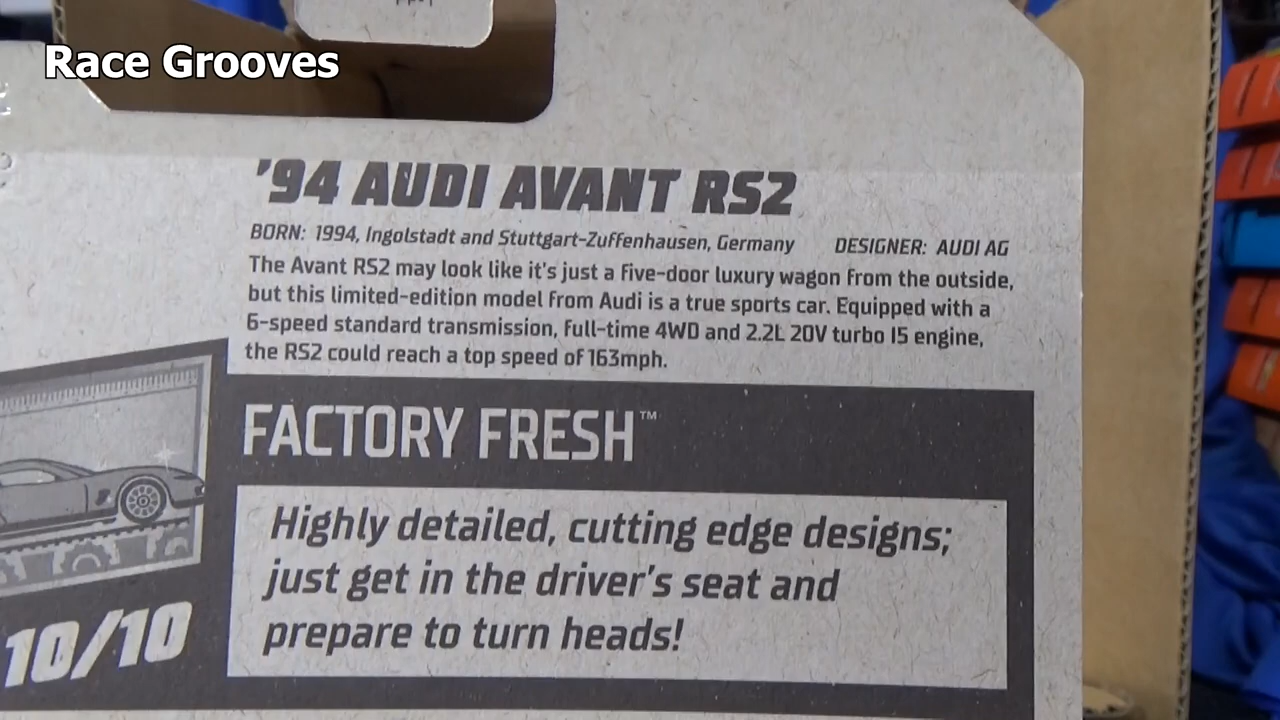 Race Grooves
'94 AUDI AVANT RS2
BORN: 1994, Ingolstadt and Stuttgart-Zuffenhausen, Germany DESIGNER: AUDI AG
The Avant RS2 may look like it's just a five-door luxury wagon from the outside,
but this limited-edition model from Audi is a true sports car. Equipped with a
6-speed standard transmission, full-time 4WD and 2.2L 20V turbo I5 engine,
the RS2 could reach a top speed of 163mph.
FACTORY FRESH™
Highly detailed, cutting edge designs;
just get in the driver's seat and
prepare to turn heads!
10/10